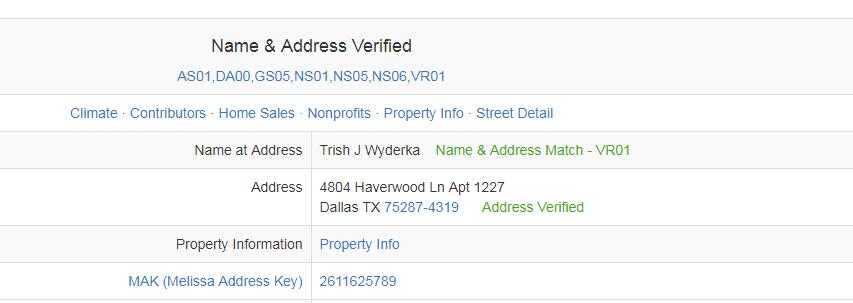 Name & Address Verified
AS01,DA00,GS05,NS01,NS05,NS06,VR01
Climate · Contributors · Home Sales · Nonprofits · Property Info · Street Detail
Name at Address Trish J Wyderka Name & Address Match - VR01
Address 4804 Haverwood Ln Apt 1227
Dallas TX 75287-4319 Address Verified
Property Information Property Info
MAK (Melissa Address Key) 2611625789